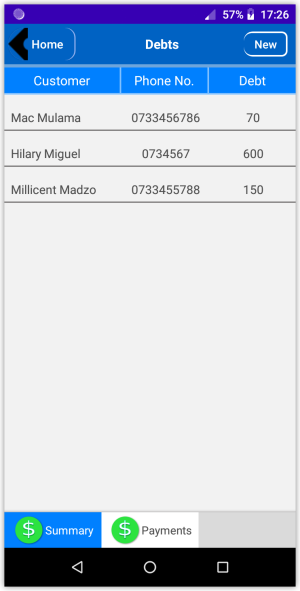 57% 17:26
Home Debts New
Customer Phone No. Debt
Mac Mulama 0733456786 70
Hilary Miguel 0734567 600
Millicent Madzo 0733455788 150
$ Summary $ Payments